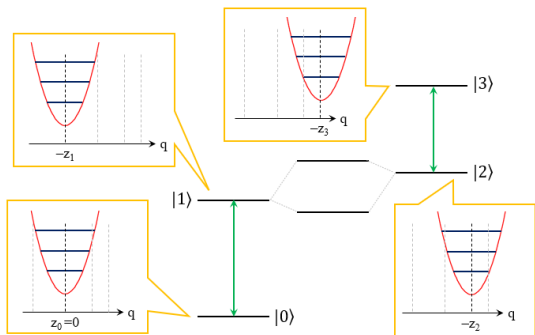 q
−z₁
q
−z₃
|3⟩
|1⟩
|2⟩
q
z₀=0
|0⟩
q
−z₂